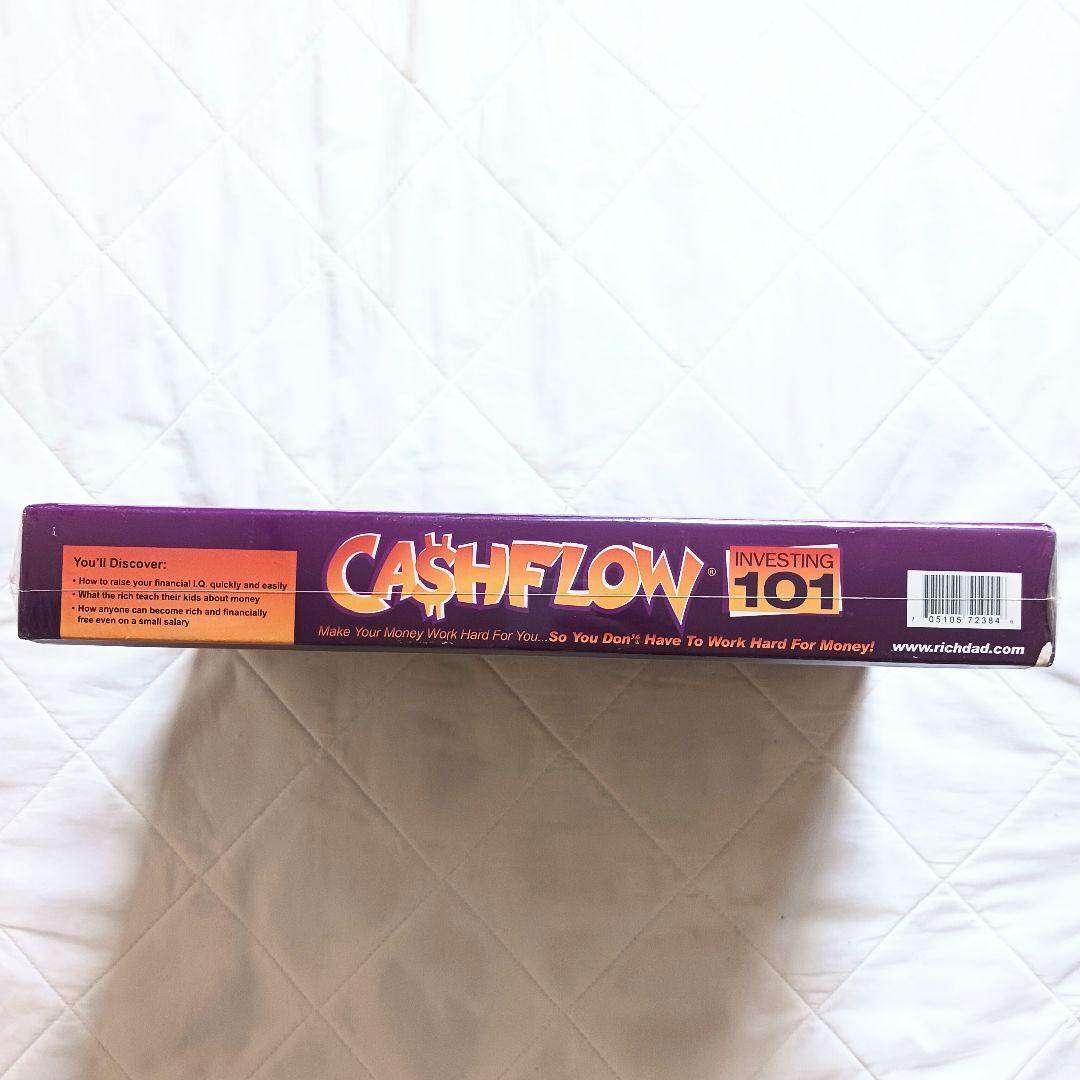 You'll Discover:
• How to raise your financial I.Q. quickly and easily
• What the rich teach their kids about money
• How anyone can become rich and financially
free even on a small salary
CA$HFLOW®
INVESTING
101
Make Your Money Work Hard For You...So You Don't Have To Work Hard For Money!
7 05105 72384
www.richdad.com